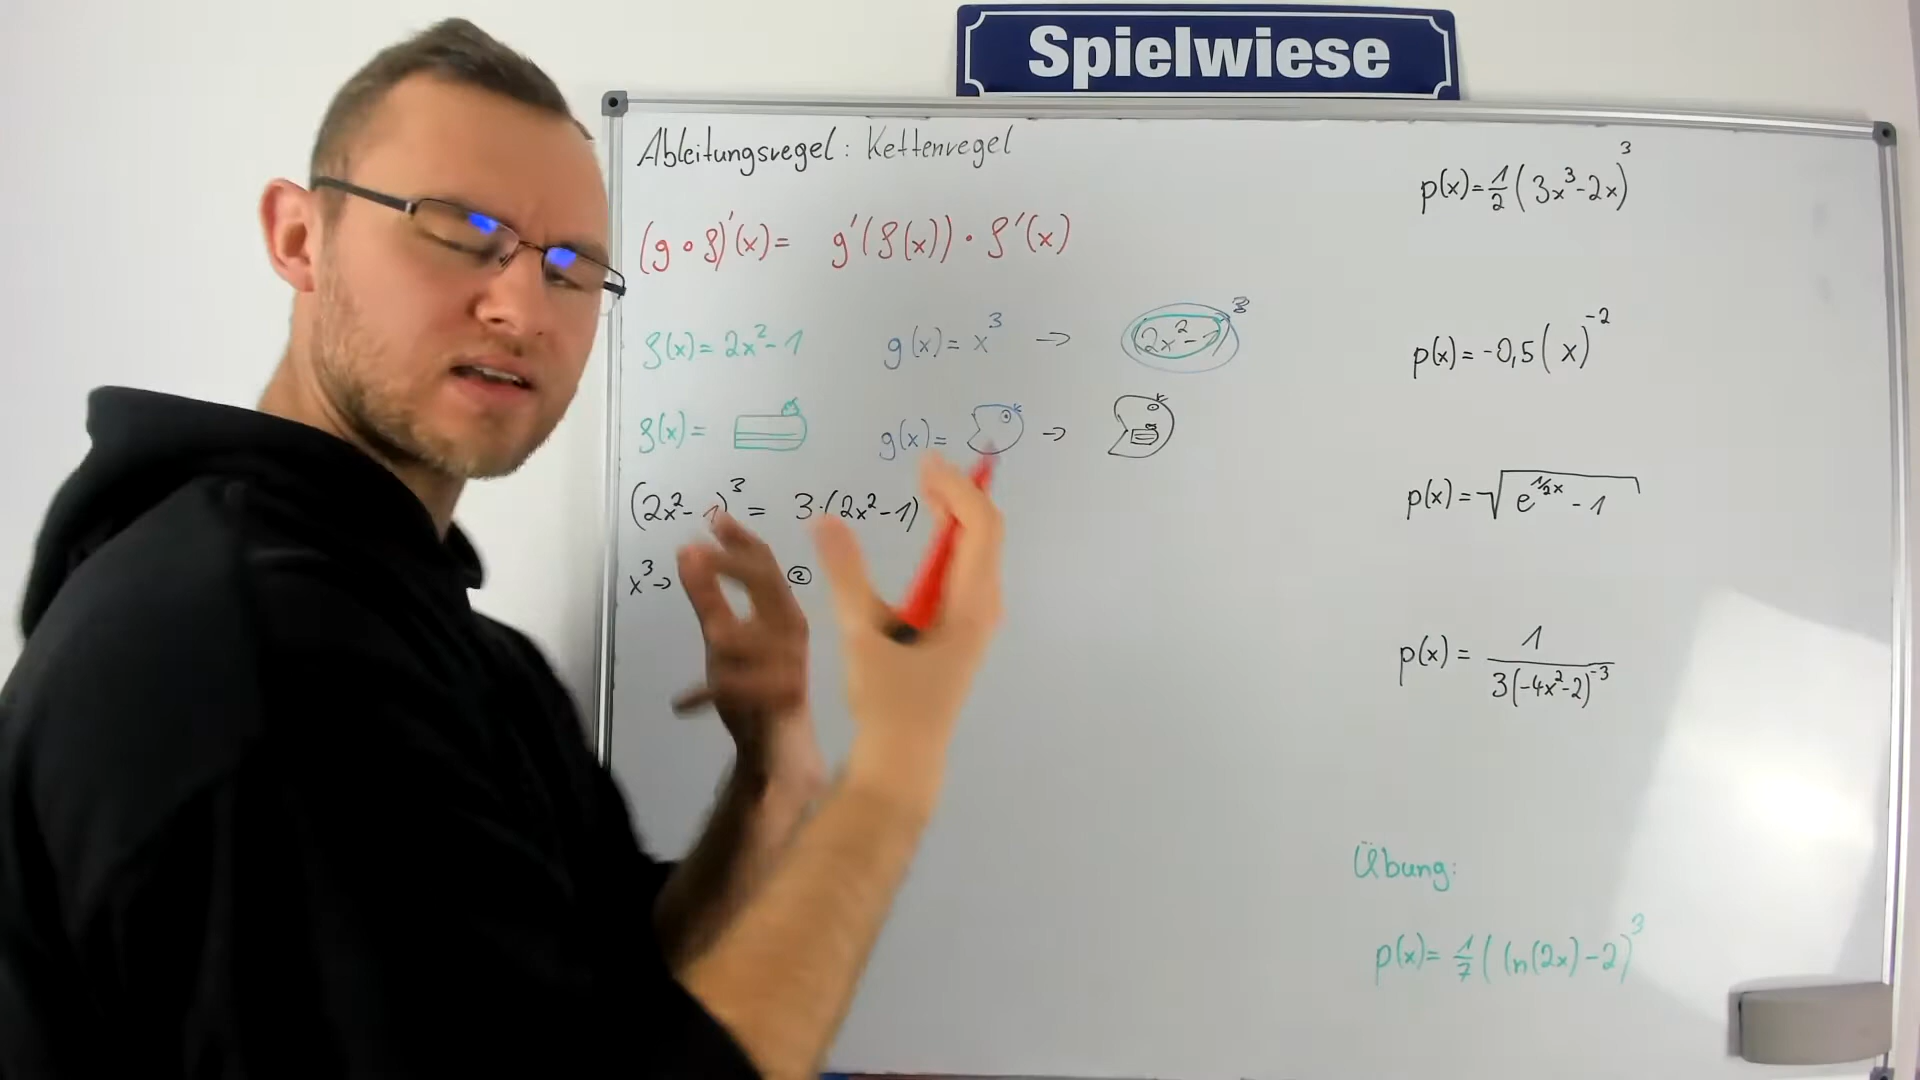 Spielwiese
Ableitungsregel: Kettenregel
(g ∘ f)'(x) = g'(f(x)) · f'(x)
f(x) = 2x² - 1 g(x) = x³ → (2x² - 1)³
f(x) = g(x) = →
(2x² - 1)³ = 3·(2x² - 1)
x³ → ②
p(x) = 1/2 (3x³ - 2x)³
p(x) = -0,5 (x)⁻²
p(x) = √(e^(1/2x) - 1)
p(x) = 1 / 3(-4x² - 2)⁻³
Übung:
p(x) = 1/7 (ln(2x) - 2)³